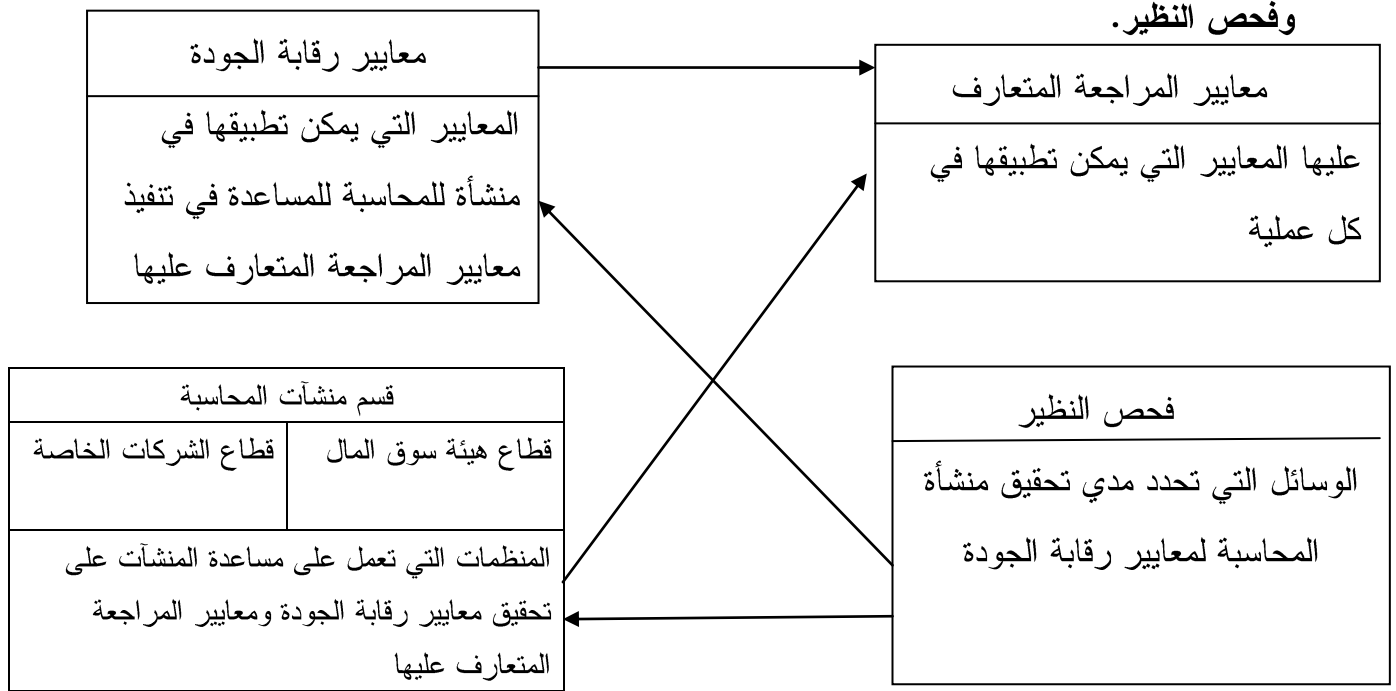 وفحص النظير.
معايير المراجعة المتعارف
عليها المعايير التي يمكن تطبيقها في
كل عملية
معايير رقابة الجودة
المعايير التي يمكن تطبيقها في
منشأة للمحاسبة للمساعدة في تنفيذ
معايير المراجعة المتعارف عليها
فحص النظير
الوسائل التي تحدد مدي تحقيق منشأة
المحاسبة لمعايير رقابة الجودة
قسم منشآت المحاسبة
قطاع هيئة سوق المال
قطاع الشركات الخاصة
المنظمات التي تعمل على مساعدة المنشآت على
تحقيق معايير رقابة الجودة ومعايير المراجعة
المتعارف عليها